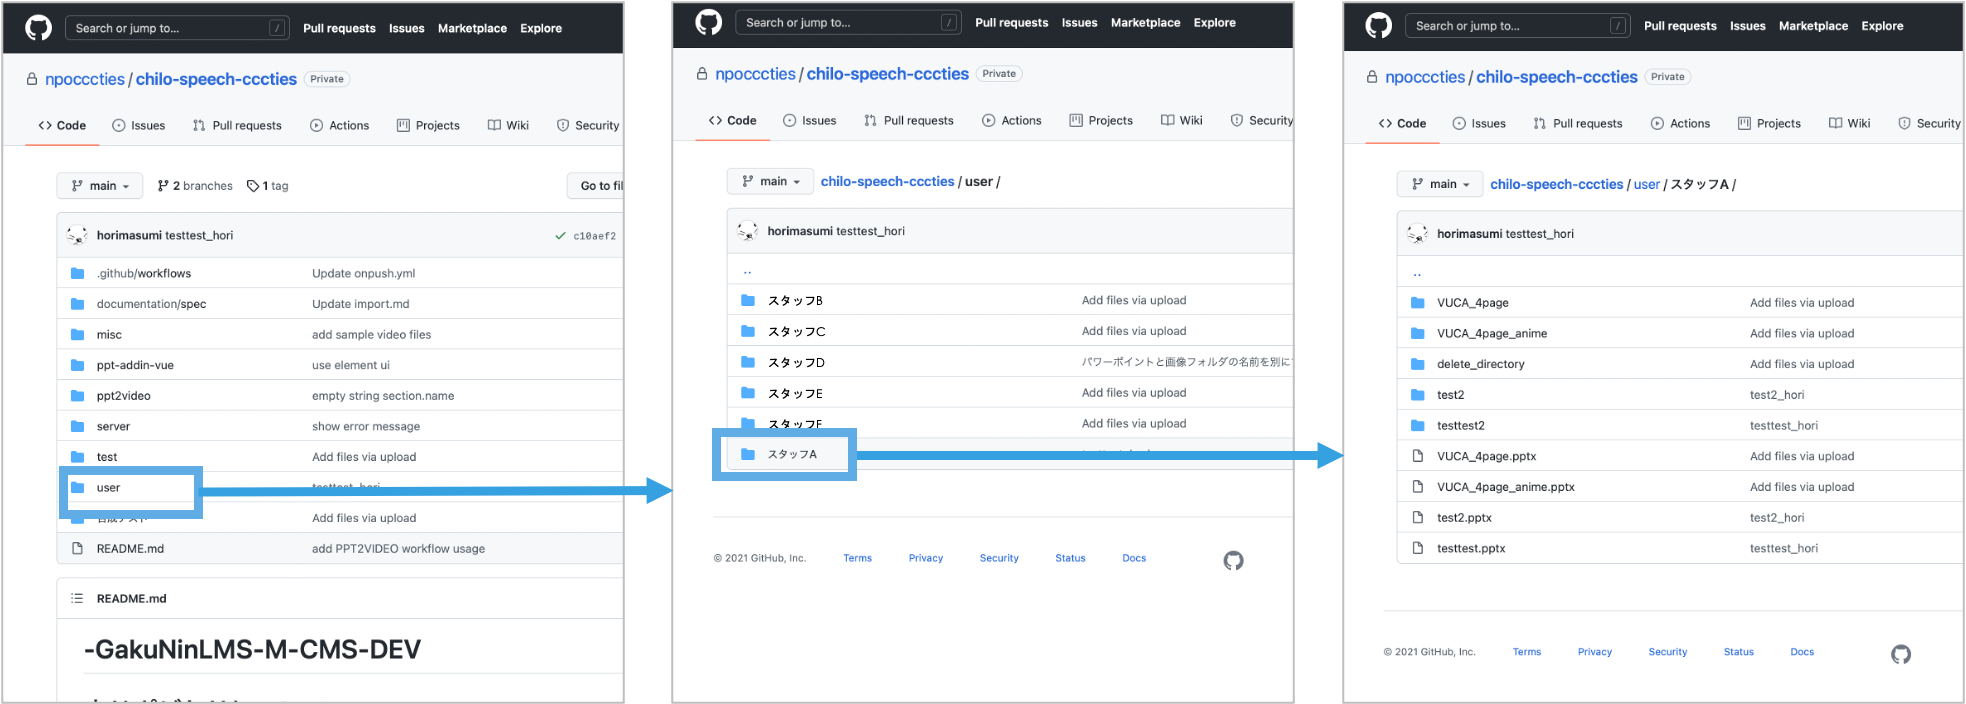 Search or jump to... /
Pull requests Issues Marketplace Explore
npocccties / chilo-speech-cccties Private
<> Code Issues Pull requests Actions Projects Wiki Security
main 2 branches 1 tag Go to fil
horimasumi testtest_hori c10aef2
.github/workflows Update onpush.yml
documentation/spec Update import.md
misc add sample video files
ppt-addin-vue use element ui
ppt2video empty string section.name
server show error message
test Add files via upload
user testtest_hori
Add files via upload
README.md add PPT2VIDEO workflow usage
README.md
-GakuNinLMS-M-CMS-DEV
Search or jump to... /
Pull requests Issues Marketplace Explore
npocccties / chilo-speech-cccties Private
<> Code Issues Pull requests Actions Projects Wiki Security
main chilo-speech-cccties / user /
horimasumi testtest_hori
..
スタッフB Add files via upload
スタッフC Add files via upload
スタッフD パワーポイントと画像フォルダの名前を別に
スタッフE Add files via upload
スタッフF Add files via upload
スタッフA
© 2021 GitHub, Inc. Terms Privacy Security Status Docs
Search or jump to... /
Pull requests Issues Marketplace Explore
npocccties / chilo-speech-cccties Private
<> Code Issues Pull requests Actions Projects Wiki Security
main chilo-speech-cccties / user / スタッフA /
horimasumi testtest_hori
..
VUCA_4page Add files via upload
VUCA_4page_anime Add files via upload
delete_directory Add files via upload
test2 test2_hori
testtest2 testtest_hori
VUCA_4page.pptx Add files via upload
VUCA_4page_anime.pptx Add files via upload
test2.pptx test2_hori
testtest.pptx testtest_hori
© 2021 GitHub, Inc. Terms Privacy Security Status Docs